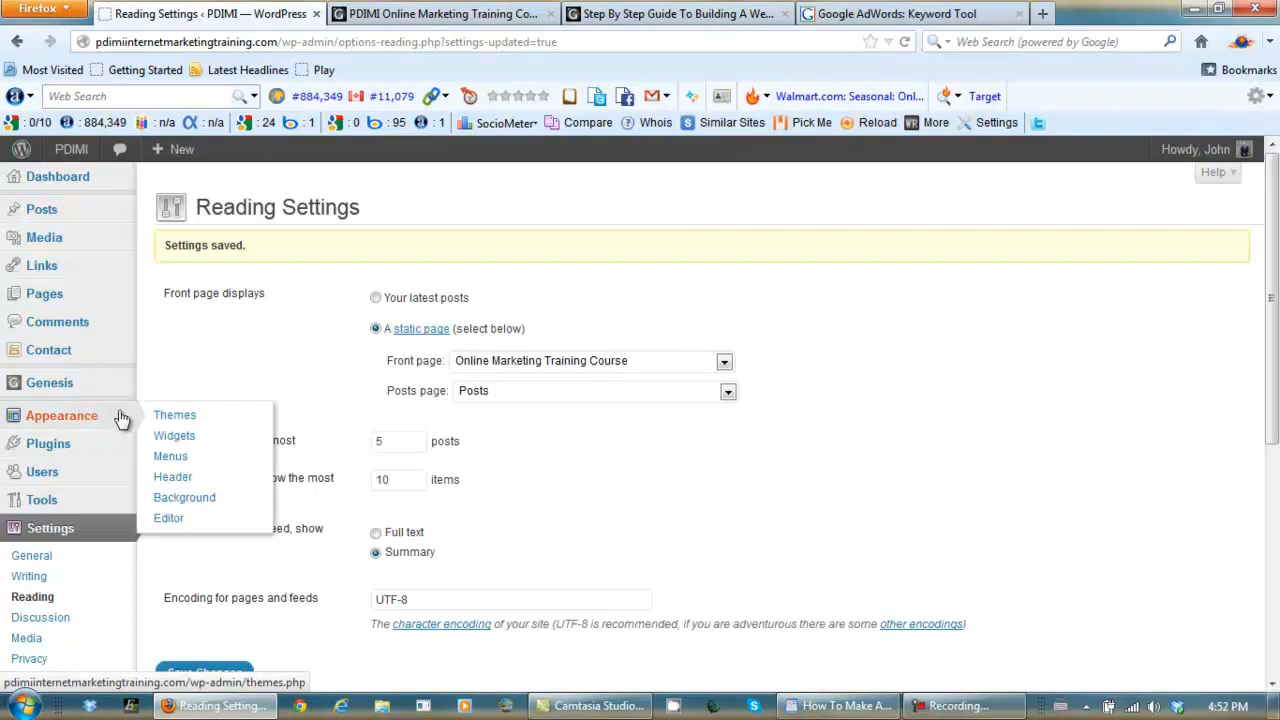 Firefox
Reading Settings ‹ PDIMI — WordPress
PDIMI Online Marketing Training Co...
Step By Step Guide To Building A We...
Google AdWords: Keyword Tool
pdimiinternetmarketingtraining.com/wp-admin/options-reading.php?settings-updated=true
Web Search (powered by Google)
Most Visited
Getting Started
Latest Headlines
Play
Bookmarks
Web Search
#884,349
#11,079
Walmart.com: Seasonal: Onl...
Target
: 0/10
: 884,349
: n/a
: n/a
: 24
: 1
: 0
: 95
: 1
SocioMeter
Compare
Whois
Similar Sites
Pick Me
Reload
More
Settings
PDIMI
New
Howdy, John
Help
Dashboard
Posts
Media
Links
Pages
Comments
Contact
Genesis
Appearance
Plugins
Users
Tools
Settings
General
Writing
Reading
Discussion
Media
Privacy
Themes
Widgets
Menus
Header
Background
Editor
Reading Settings
Settings saved.
Front page displays
Your latest posts
A static page (select below)
Front page: Online Marketing Training Course
Posts page: Posts
most 5 posts
ow the most 10 items
eed, show
Full text
Summary
Encoding for pages and feeds
UTF-8
The character encoding of your site (UTF-8 is recommended, if you are adventurous there are some other encodings)
Save Changes
pdimiinternetmarketingtraining.com/wp-admin/themes.php
Reading Setting...
Camtasia Studio...
How To Make A...
Recording...
4:52 PM